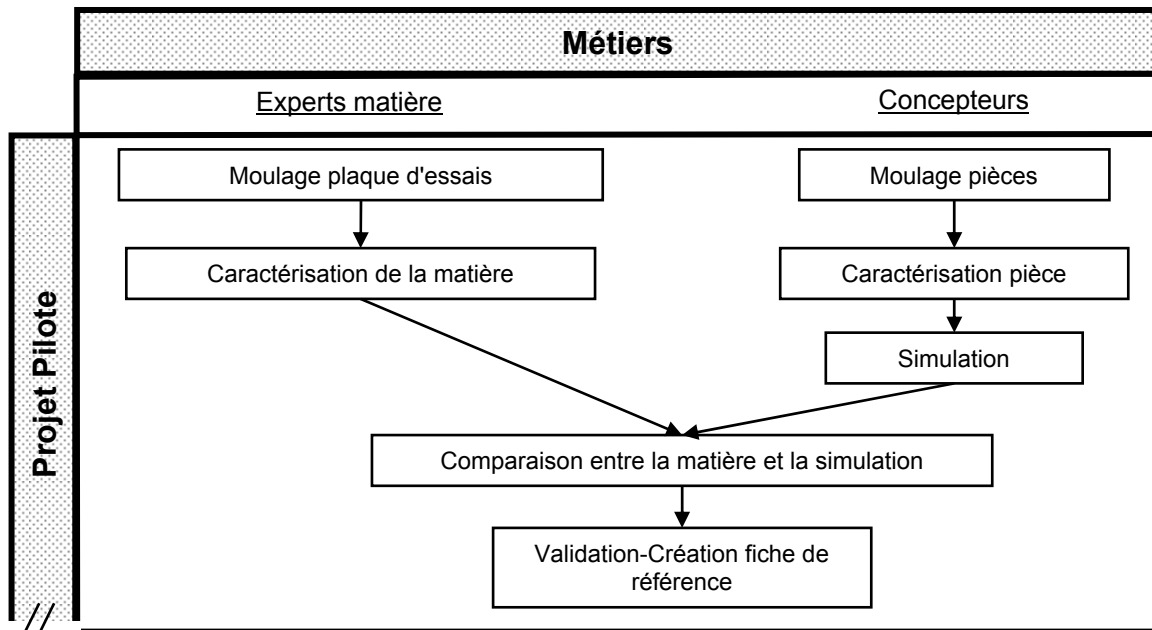 Métiers
Experts matière
Concepteurs
Projet Pilote
Moulage plaque d'essais
Moulage pièces
Caractérisation de la matière
Caractérisation pièce
Simulation
Comparaison entre la matière et la simulation
Validation-Création fiche de
référence
//